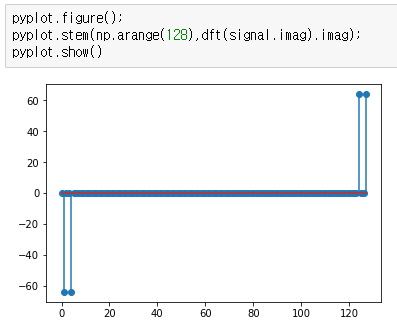 pyplot.figure();
pyplot.stem(np.arange(128),dft(signal.imag).imag);
pyplot.show()
60
40
20
0
−20
−40
−60
0 20 40 60 80 100 120